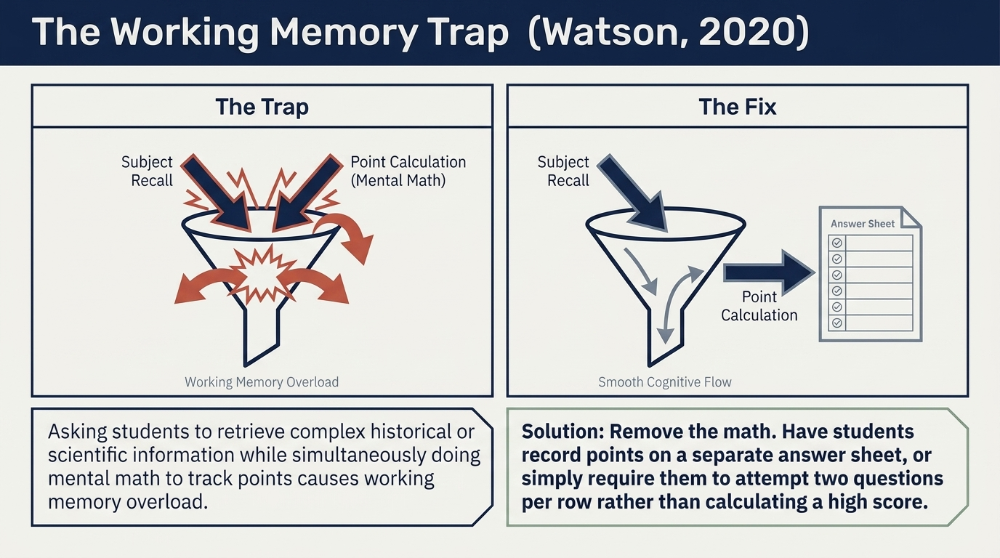 The Working Memory Trap (Watson, 2020)
The Trap
Subject
Recall
Point Calculation
(Mental Math)
Working Memory Overload
Asking students to retrieve complex historical or
scientific information while simultaneously doing
mental math to track points causes working
memory overload.
The Fix
Subject
Recall
Point
Calculation
Answer Sheet
Smooth Cognitive Flow
Solution: Remove the math. Have students
record points on a separate answer sheet, or
simply require them to attempt two questions
per row rather than calculating a high score.